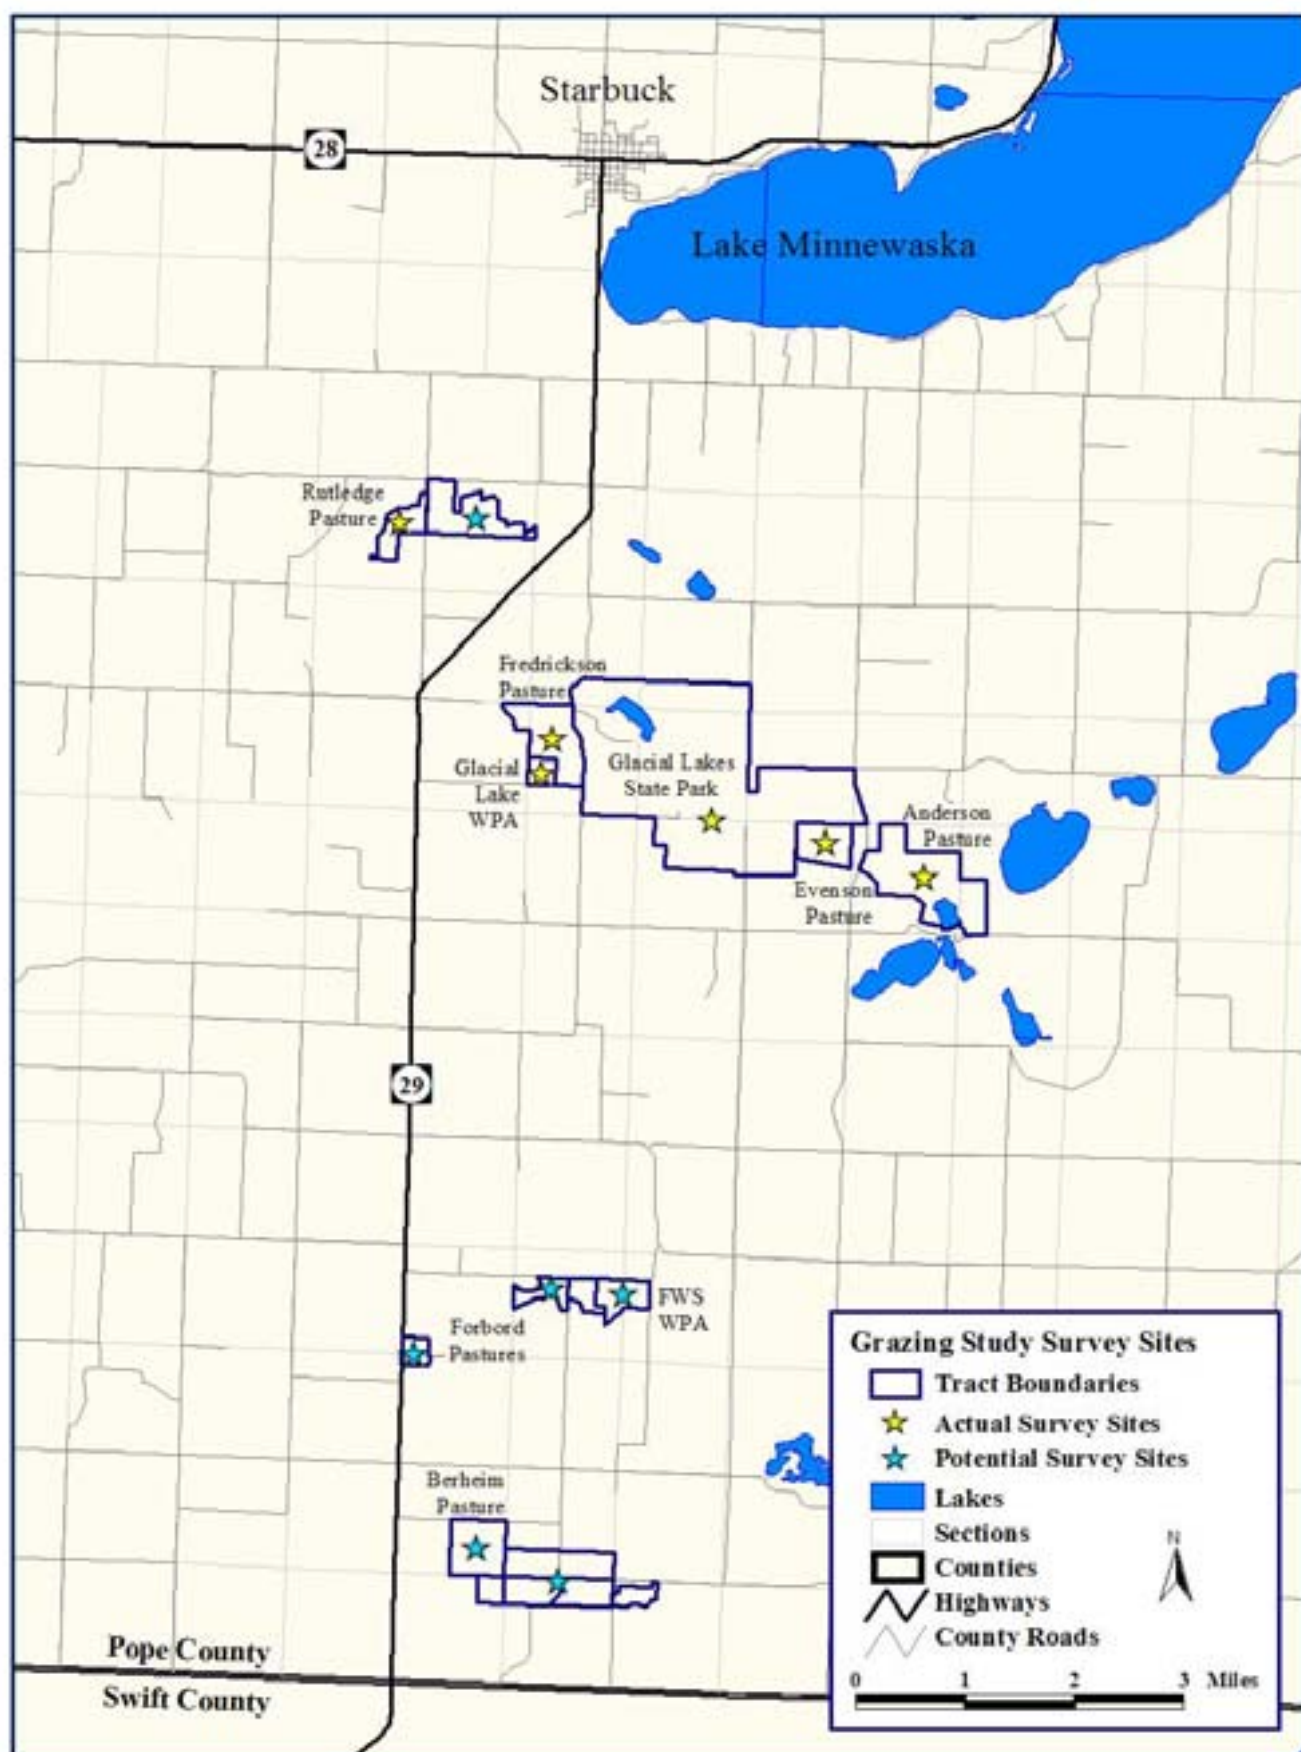 Starbuck
28
Lake Minnewaska
Rutledge
Pasture
Fredrickson
Pasture
Glacial
Lake
WPA
Glacial Lakes
State Park
Anderson
Pasture
Evenson
Pasture
29
FWS
WPA
Forbord
Pastures
Berheim
Pasture
Pope County
Swift County
Grazing Study Survey Sites
Tract Boundaries
Actual Survey Sites
Potential Survey Sites
Lakes
Sections
Counties
Highways
County Roads
N
0 1 2 3 Miles